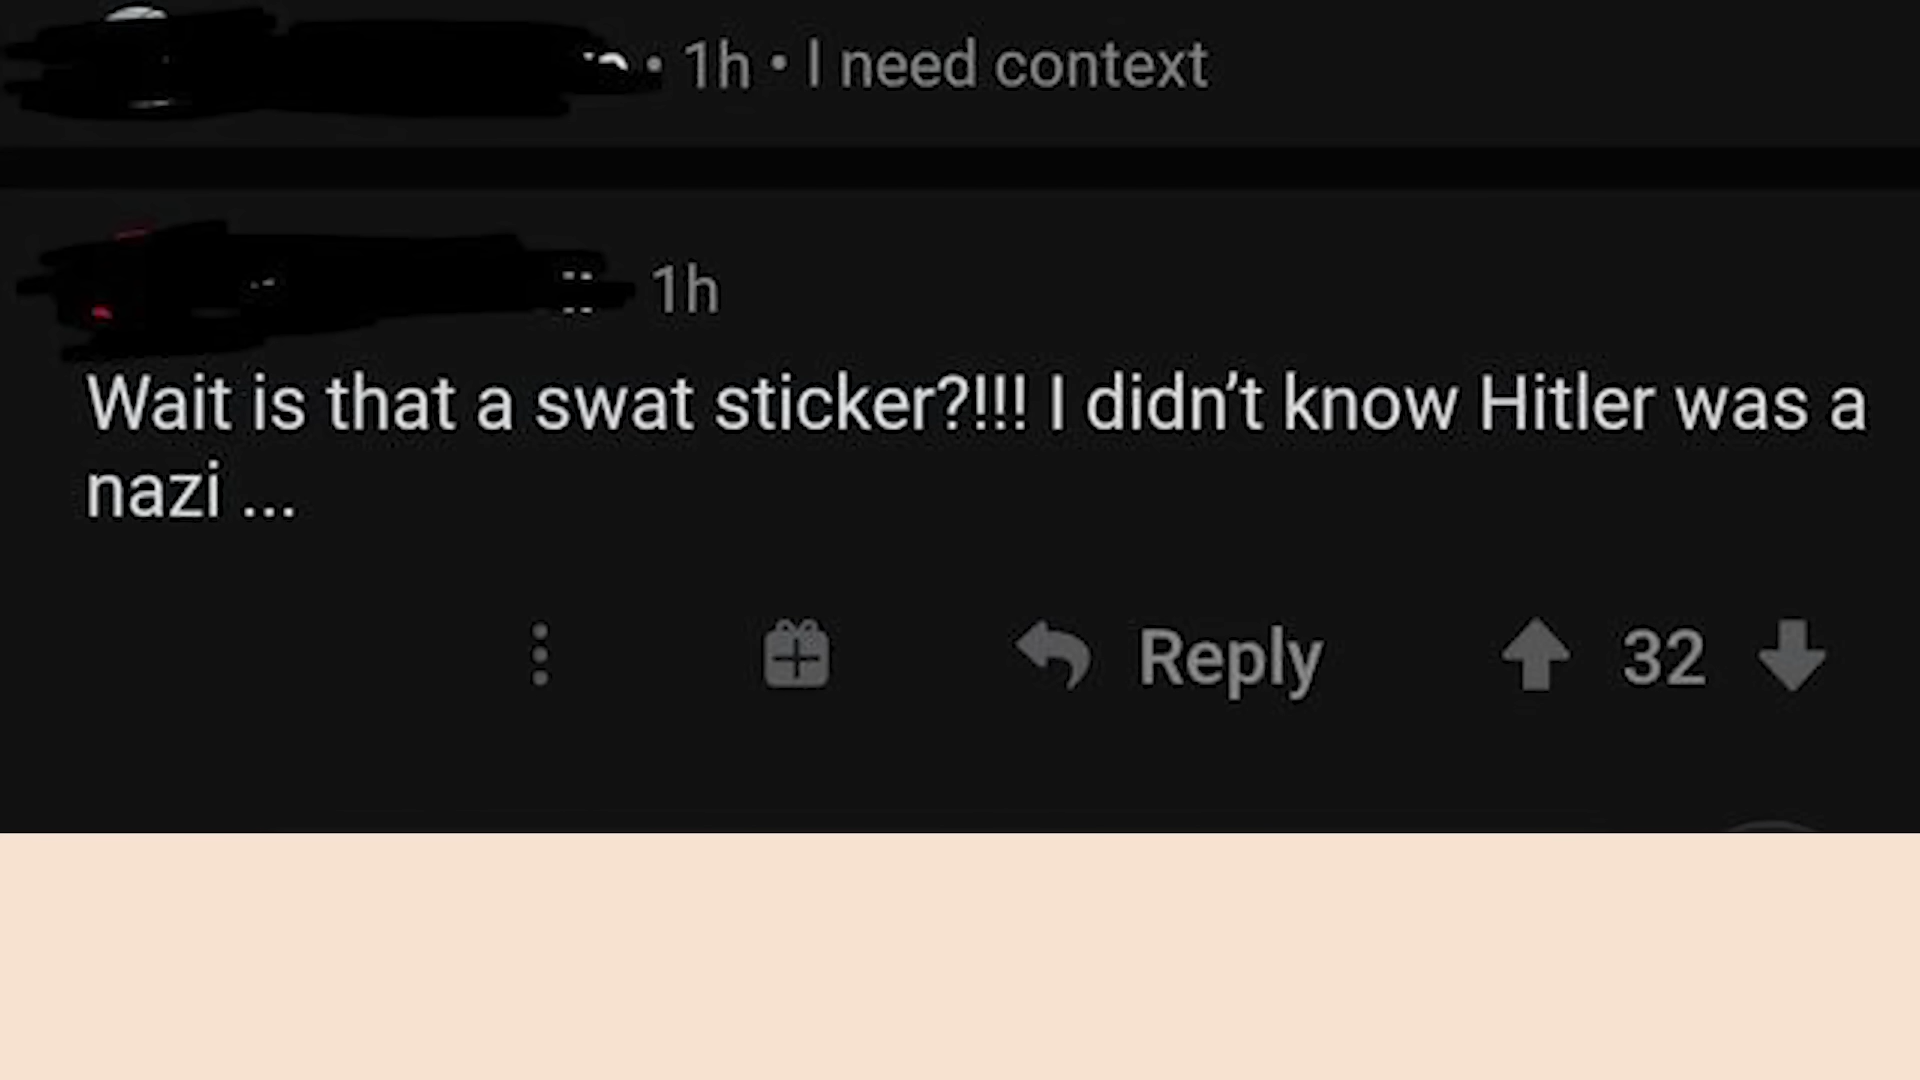 • 1h • I need context
1h
Wait is that a swat sticker?!!! I didn’t know Hitler was a
nazi ...
Reply 32